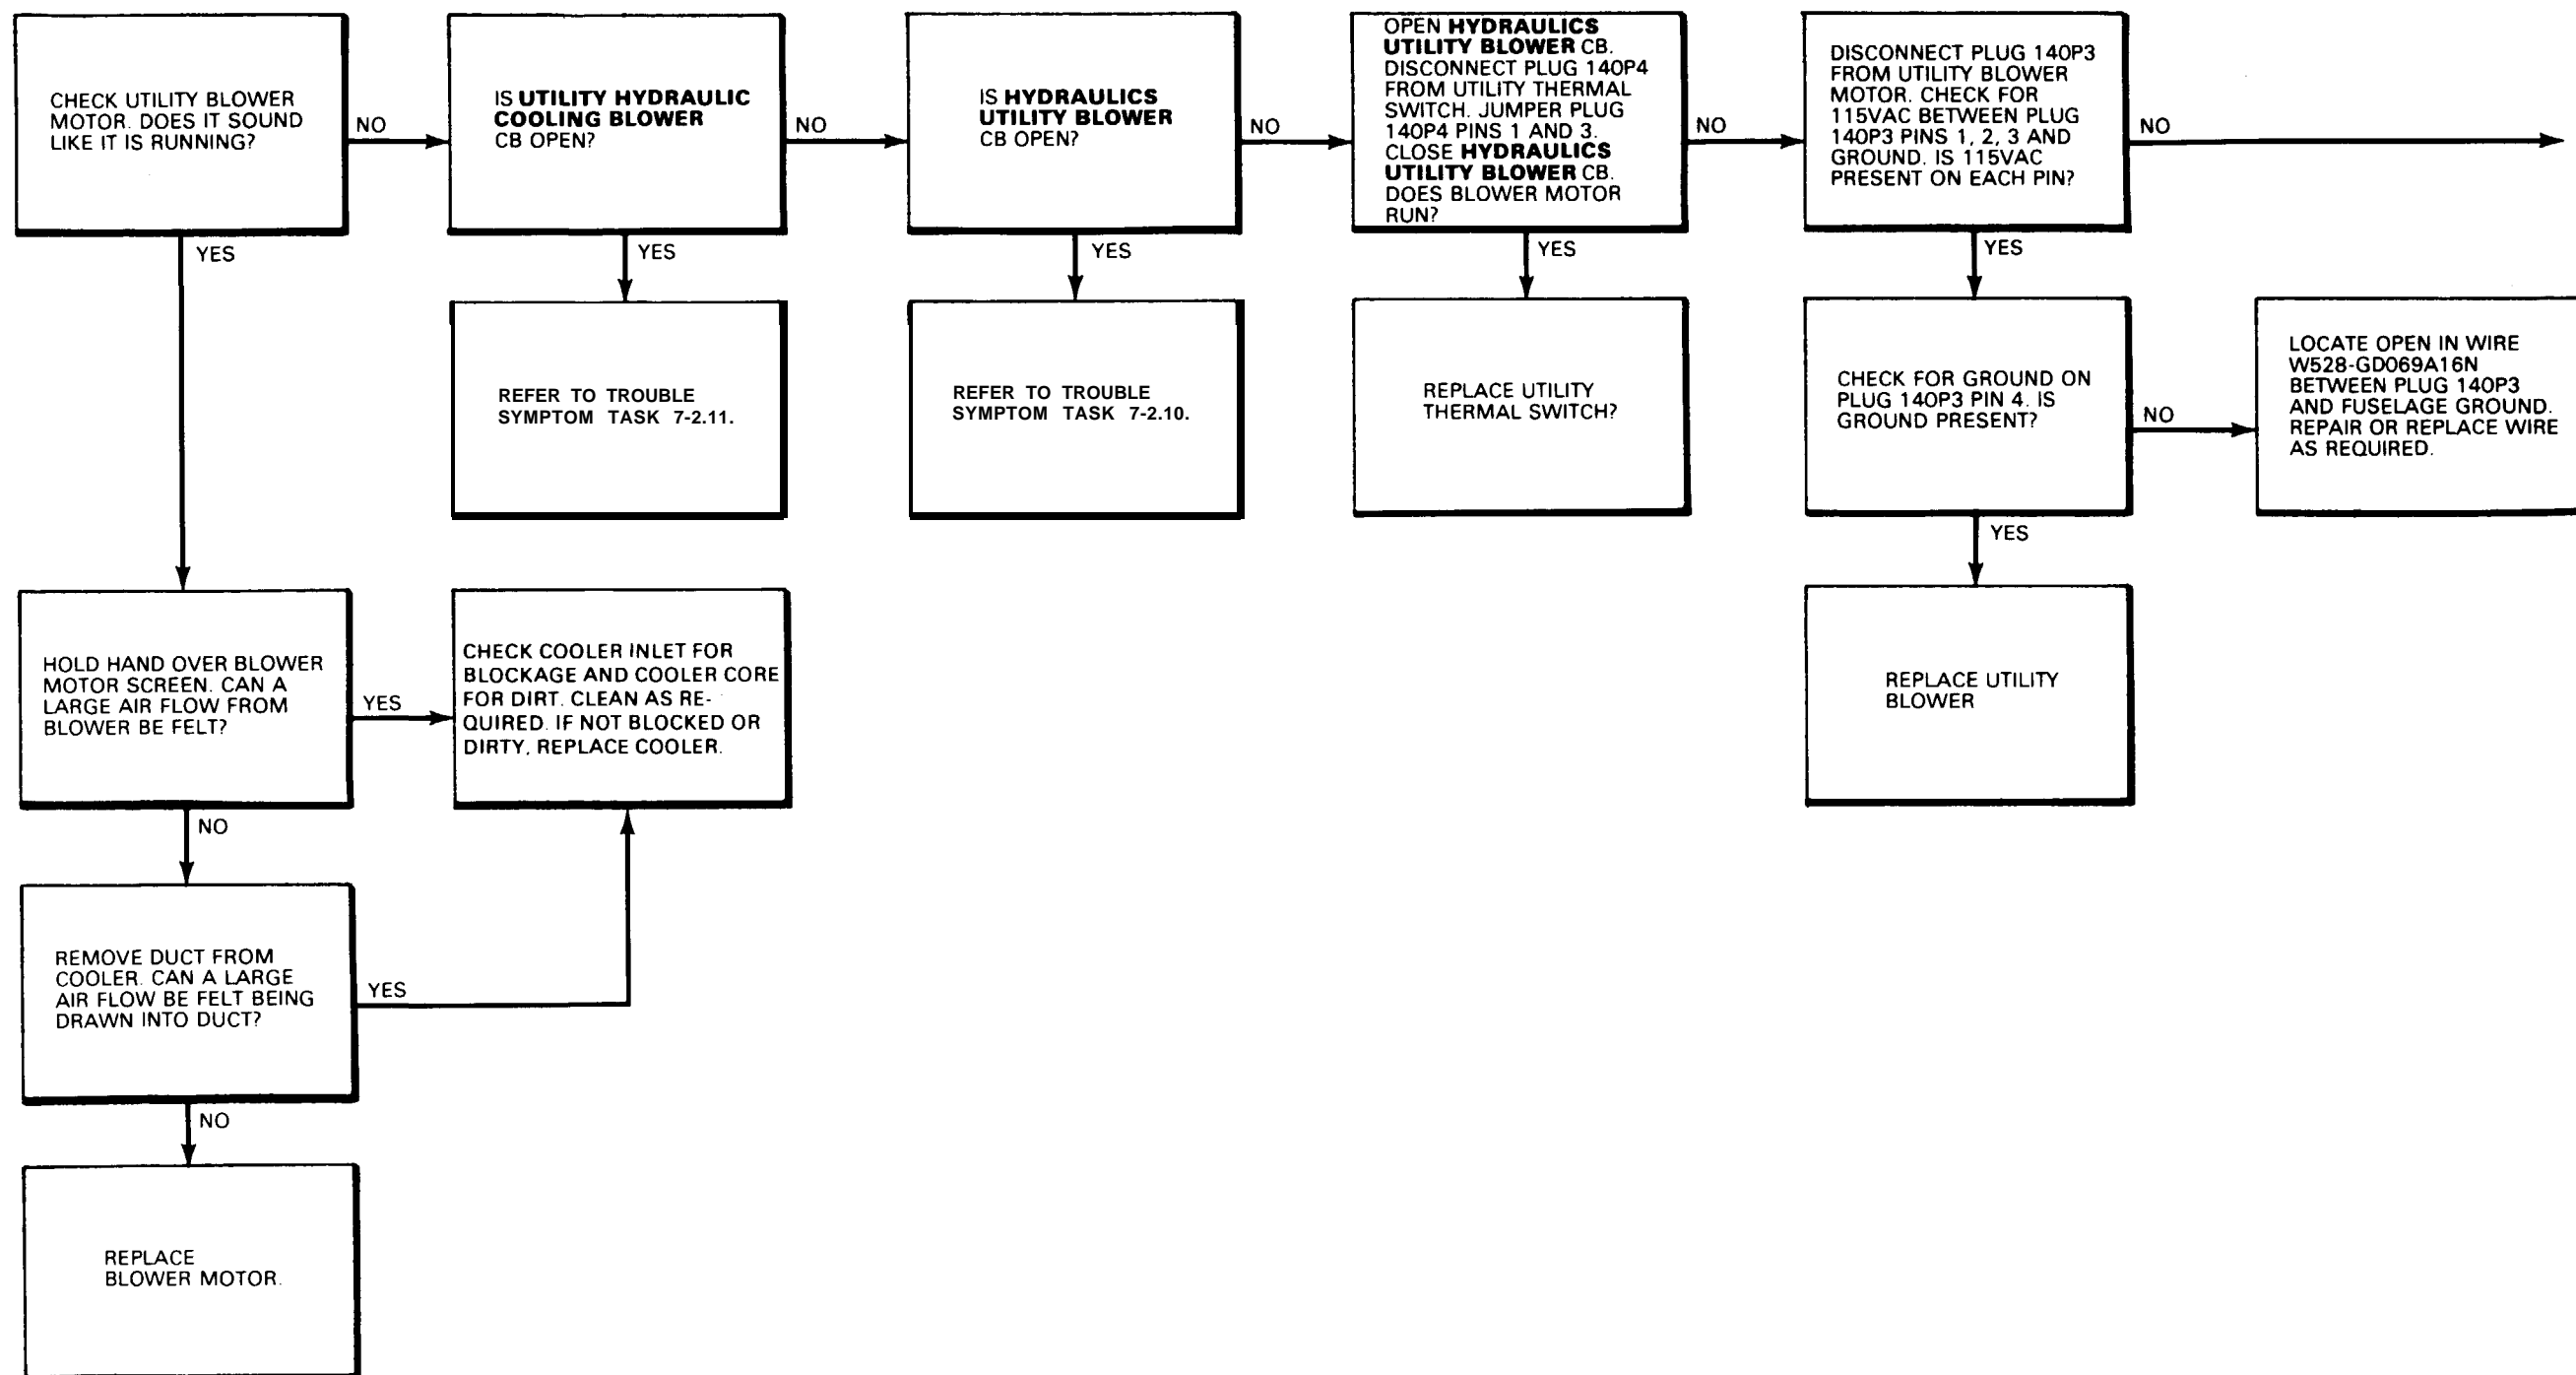 CHECK UTILITY BLOWER
MOTOR. DOES IT SOUND
LIKE IT IS RUNNING?
NO
YES
IS UTILITY HYDRAULIC
COOLING BLOWER
CB OPEN?
NO
YES
IS HYDRAULICS
UTILITY BLOWER
CB OPEN?
NO
YES
OPEN HYDRAULICS
UTILITY BLOWER CB.
DISCONNECT PLUG 140P4
FROM UTILITY THERMAL
SWITCH. JUMPER PLUG
140P4 PINS 1 AND 3.
CLOSE HYDRAULICS
UTILITY BLOWER CB.
DOES BLOWER MOTOR
RUN?
NO
YES
DISCONNECT PLUG 140P3
FROM UTILITY BLOWER
MOTOR. CHECK FOR
115VAC BETWEEN PLUG
140P3 PINS 1, 2, 3 AND
GROUND. IS 115VAC
PRESENT ON EACH PIN?
NO
YES
REFER TO TROUBLE
SYMPTOM TASK 7-2.11.
REFER TO TROUBLE
SYMPTOM TASK 7-2.10.
REPLACE UTILITY
THERMAL SWITCH?
CHECK FOR GROUND ON
PLUG 140P3 PIN 4. IS
GROUND PRESENT?
NO
YES
LOCATE OPEN IN WIRE
W528-GD069A16N
BETWEEN PLUG 140P3
AND FUSELAGE GROUND.
REPAIR OR REPLACE WIRE
AS REQUIRED.
HOLD HAND OVER BLOWER
MOTOR SCREEN. CAN A
LARGE AIR FLOW FROM
BLOWER BE FELT?
YES
NO
CHECK COOLER INLET FOR
BLOCKAGE AND COOLER CORE
FOR DIRT. CLEAN AS RE-
QUIRED. IF NOT BLOCKED OR
DIRTY, REPLACE COOLER.
REPLACE UTILITY
BLOWER
REMOVE DUCT FROM
COOLER. CAN A LARGE
AIR FLOW BE FELT BEING
DRAWN INTO DUCT?
YES
NO
REPLACE
BLOWER MOTOR.